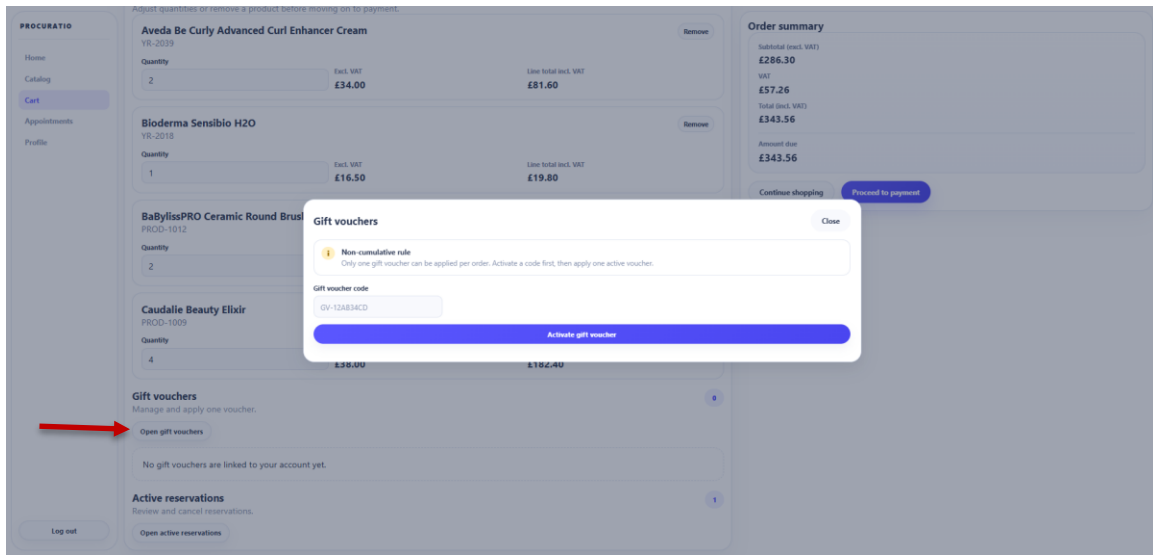 PROCURATIO
Home
Catalog
Cart
Appointments
Profile
Log out
Adjust quantities or remove a product before moving on to payment.
Aveda Be Curly Advanced Curl Enhancer Cream
YR-2039
Remove
Quantity
2
Excl. VAT
£34.00
Line total incl. VAT
£81.60
Bioderma Sensibio H2O
YR-2018
Remove
Quantity
1
Excl. VAT
£16.50
Line total incl. VAT
£19.80
BaBylissPRO Ceramic Round Brus
PROD-1012
Quantity
2
Caudalie Beauty Elixir
PROD-1009
Quantity
4
£38.00
£182.40
Gift vouchers
Manage and apply one voucher.
0
Open gift vouchers
No gift vouchers are linked to your account yet.
Active reservations
Review and cancel reservations.
1
Open active reservations
Gift vouchers
Close
i
Non-cumulative rule
Only one gift voucher can be applied per order. Activate a code first, then apply one active voucher.
Gift voucher code
GV-12AB34CD
Activate gift voucher
Order summary
Subtotal (excl. VAT)
£286.30
VAT
£57.26
Total (incl. VAT)
£343.56
Amount due
£343.56
Continue shopping
Proceed to payment